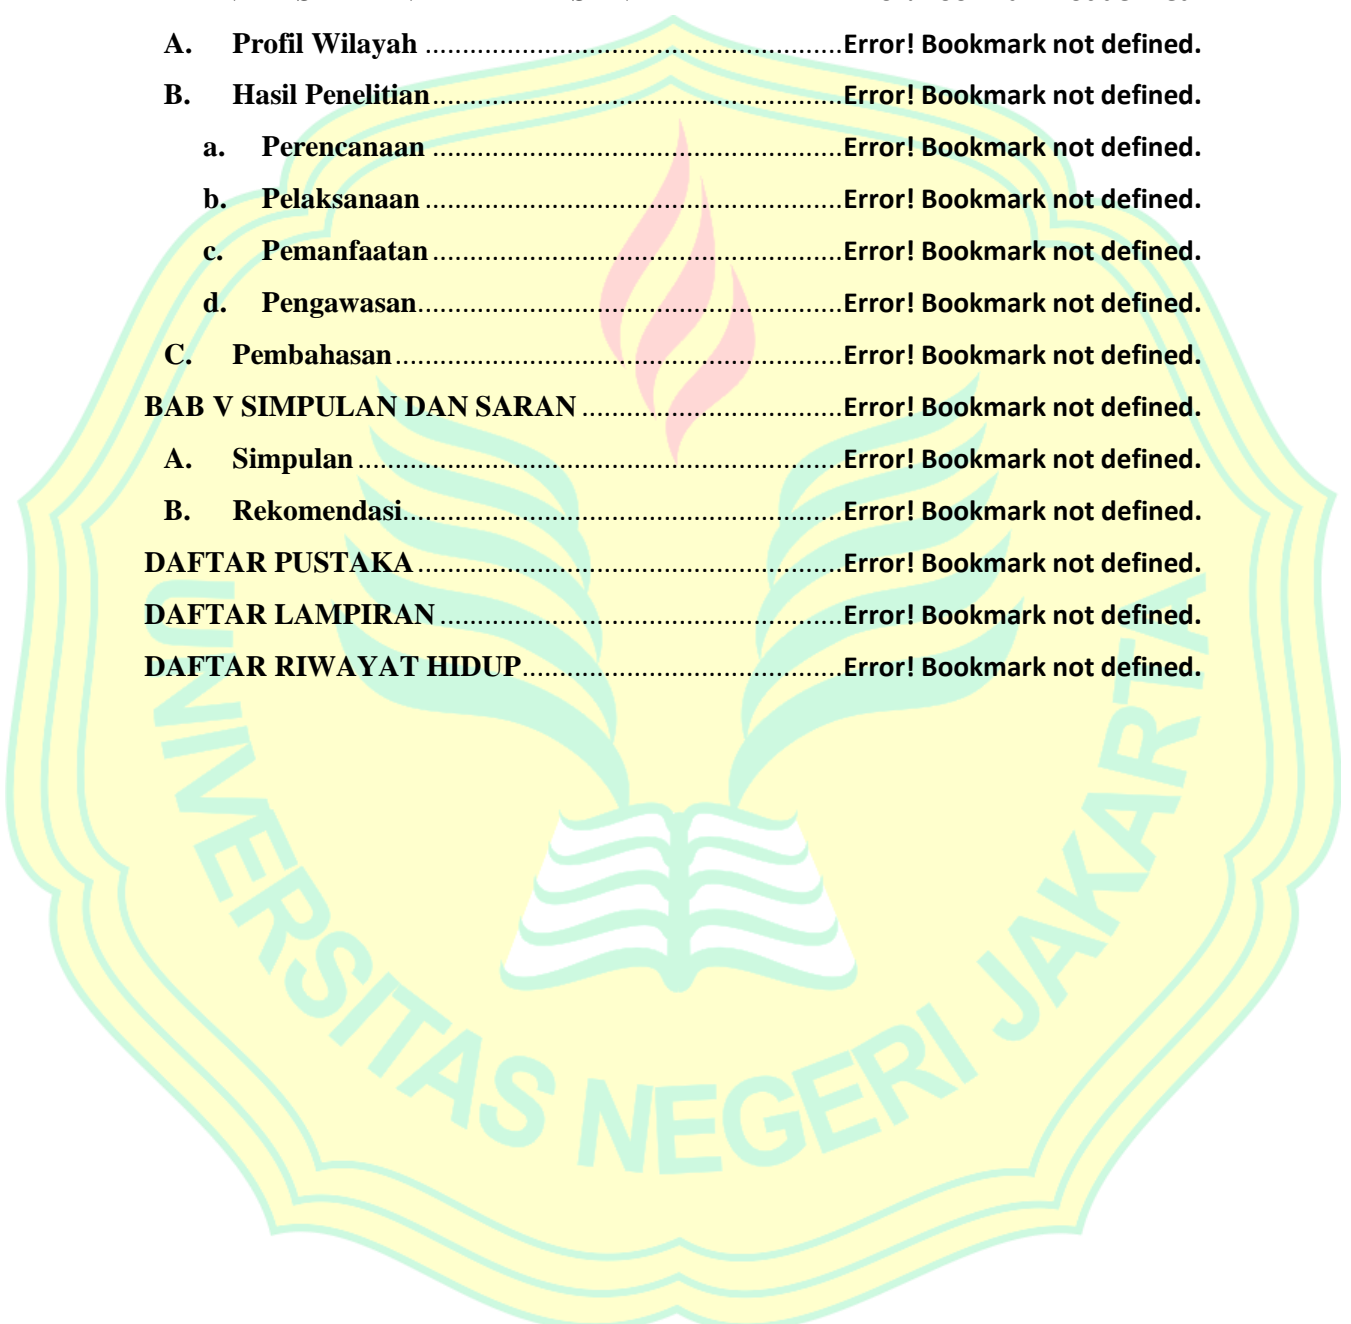 A. Profil Wilayah ........................................................Error! Bookmark not defined.
B. Hasil Penelitian........................................................Error! Bookmark not defined.
a. Perencanaan ........................................................Error! Bookmark not defined.
b. Pelaksanaan ........................................................Error! Bookmark not defined.
c. Pemanfaatan........................................................Error! Bookmark not defined.
d. Pengawasan........................................................Error! Bookmark not defined.
C. Pembahasan........................................................Error! Bookmark not defined.
BAB V SIMPULAN DAN SARAN ...................................Error! Bookmark not defined.
A. Simpulan ........................................................Error! Bookmark not defined.
B. Rekomendasi........................................................Error! Bookmark not defined.
DAFTAR PUSTAKA ........................................................Error! Bookmark not defined.
DAFTAR LAMPIRAN ........................................................Error! Bookmark not defined.
DAFTAR RIWAYAT HIDUP...........................................Error! Bookmark not defined.
UNIVERSITAS NEGERI JAKARTA